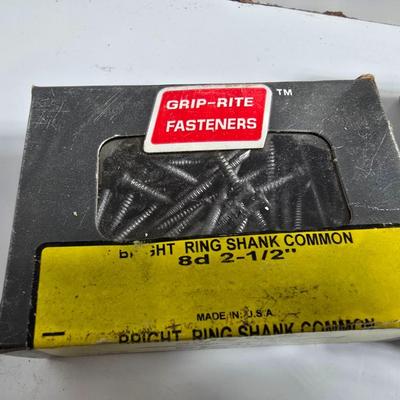 GRIP-RITE
FASTENERS
TM
BRIGHT RING SHANK COMMON
8d 2-1/2"
MADE IN U.S.A.
BRIGHT RING SHANK COMMON